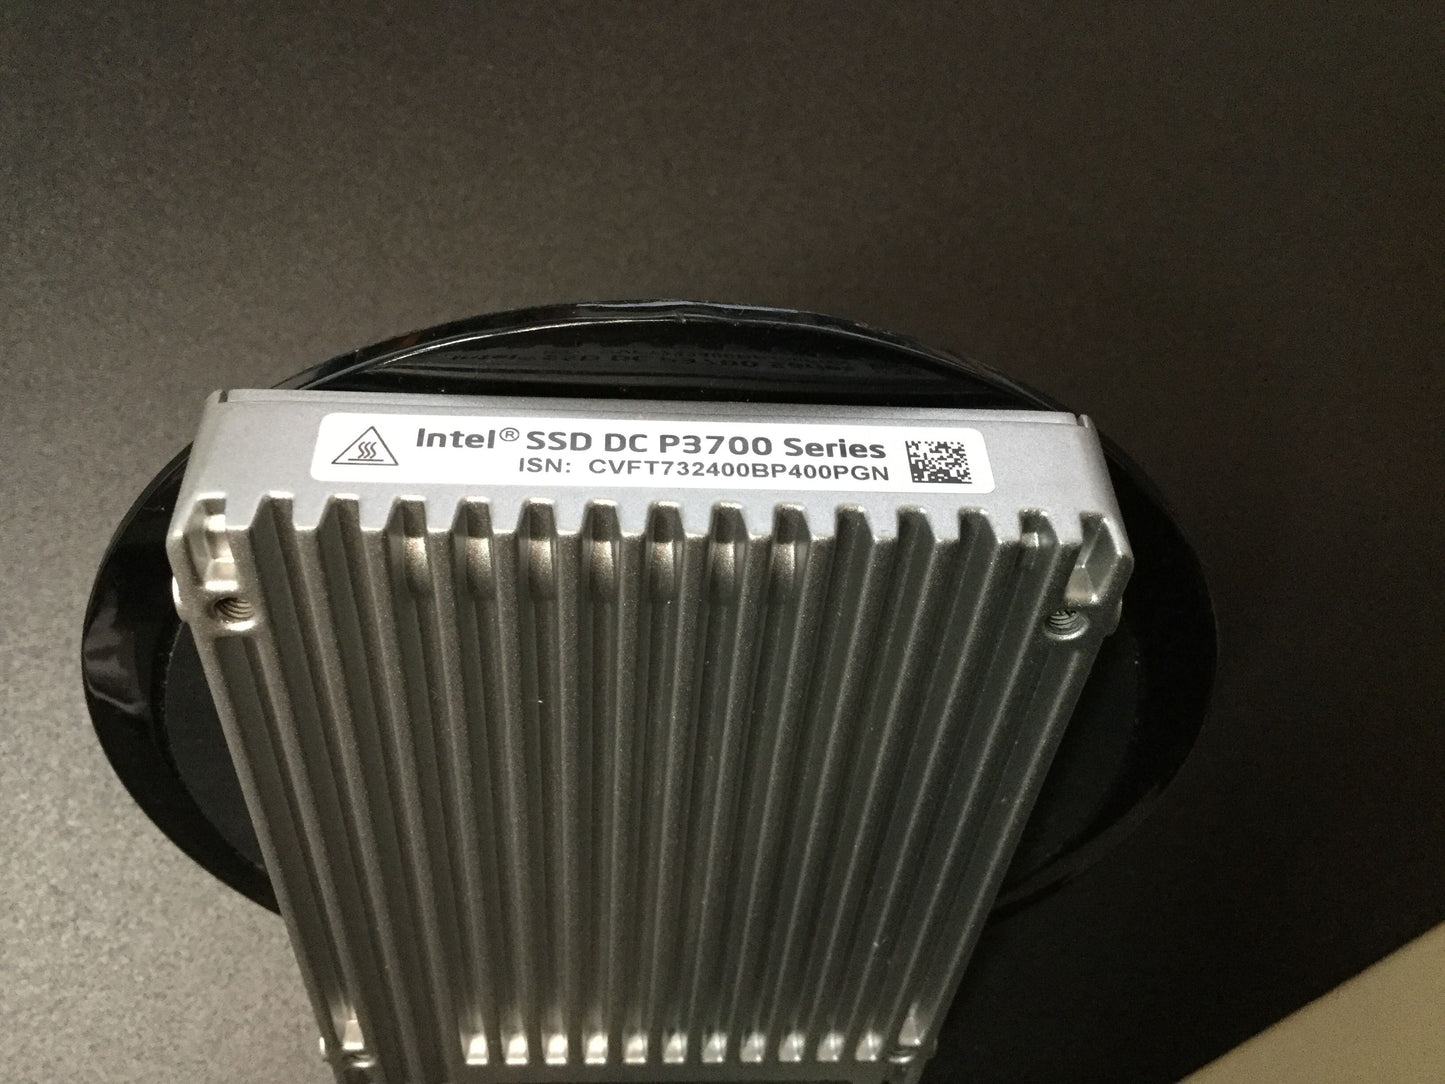 Intel® SSD DC P3700 Series
ISN: CVFT732400BP400PGN